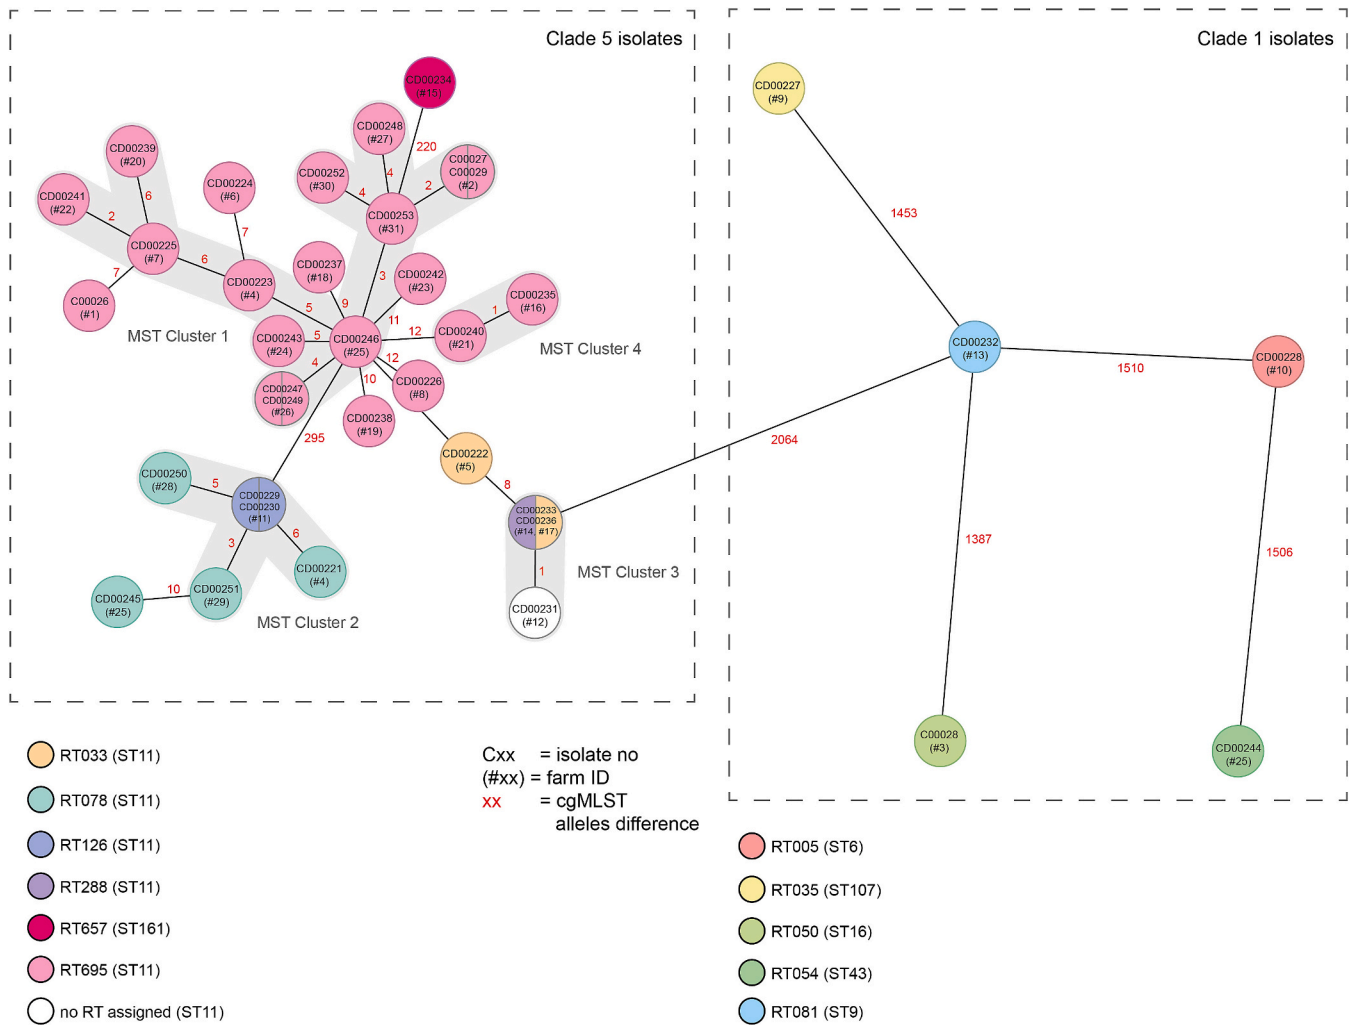 Clade 5 isolates
Clade 1 isolates
CD00234
(#15)
CD00227
(#9)
CD00248
(#27)
220
CD00239
(#20)
C00027
C00029
(#2)
CD00252
(#30)
4
4
2
CD00224
(#6)
CD00241
(#22)
6
2
CD00253
(#31)
1453
7
CD00225
(#7)
6
CD00237
(#18)
3
CD00242
(#23)
CD00223
(#4)
7
C00026
(#1)
5
9
11
CD00235
(#16)
1
MST Cluster 1
CD00243
(#24)
5
CD00246
(#25)
12
CD00240
(#21)
MST Cluster 4
CD00232
(#13)
1510
CD00228
(#10)
4
12
10
CD00247
CD00249
(#26)
CD00226
(#8)
CD00238
(#19)
295
2064
CD00222
(#5)
CD00250
(#28)
5
8
CD00229
CD00230
(#11)
CD00233
CD00236
(#14, #17)
3
6
1387
1506
CD00221
(#4)
1
MST Cluster 3
10
CD00245
(#25)
CD00251
(#29)
CD00231
(#12)
MST Cluster 2
C00028
(#3)
CD00244
(#25)
RT033 (ST11)
RT078 (ST11)
RT126 (ST11)
RT288 (ST11)
RT657 (ST161)
RT695 (ST11)
no RT assigned (ST11)
Cxx = isolate no
(#xx) = farm ID
xx = cgMLST
alleles difference
RT005 (ST6)
RT035 (ST107)
RT050 (ST16)
RT054 (ST43)
RT081 (ST9)